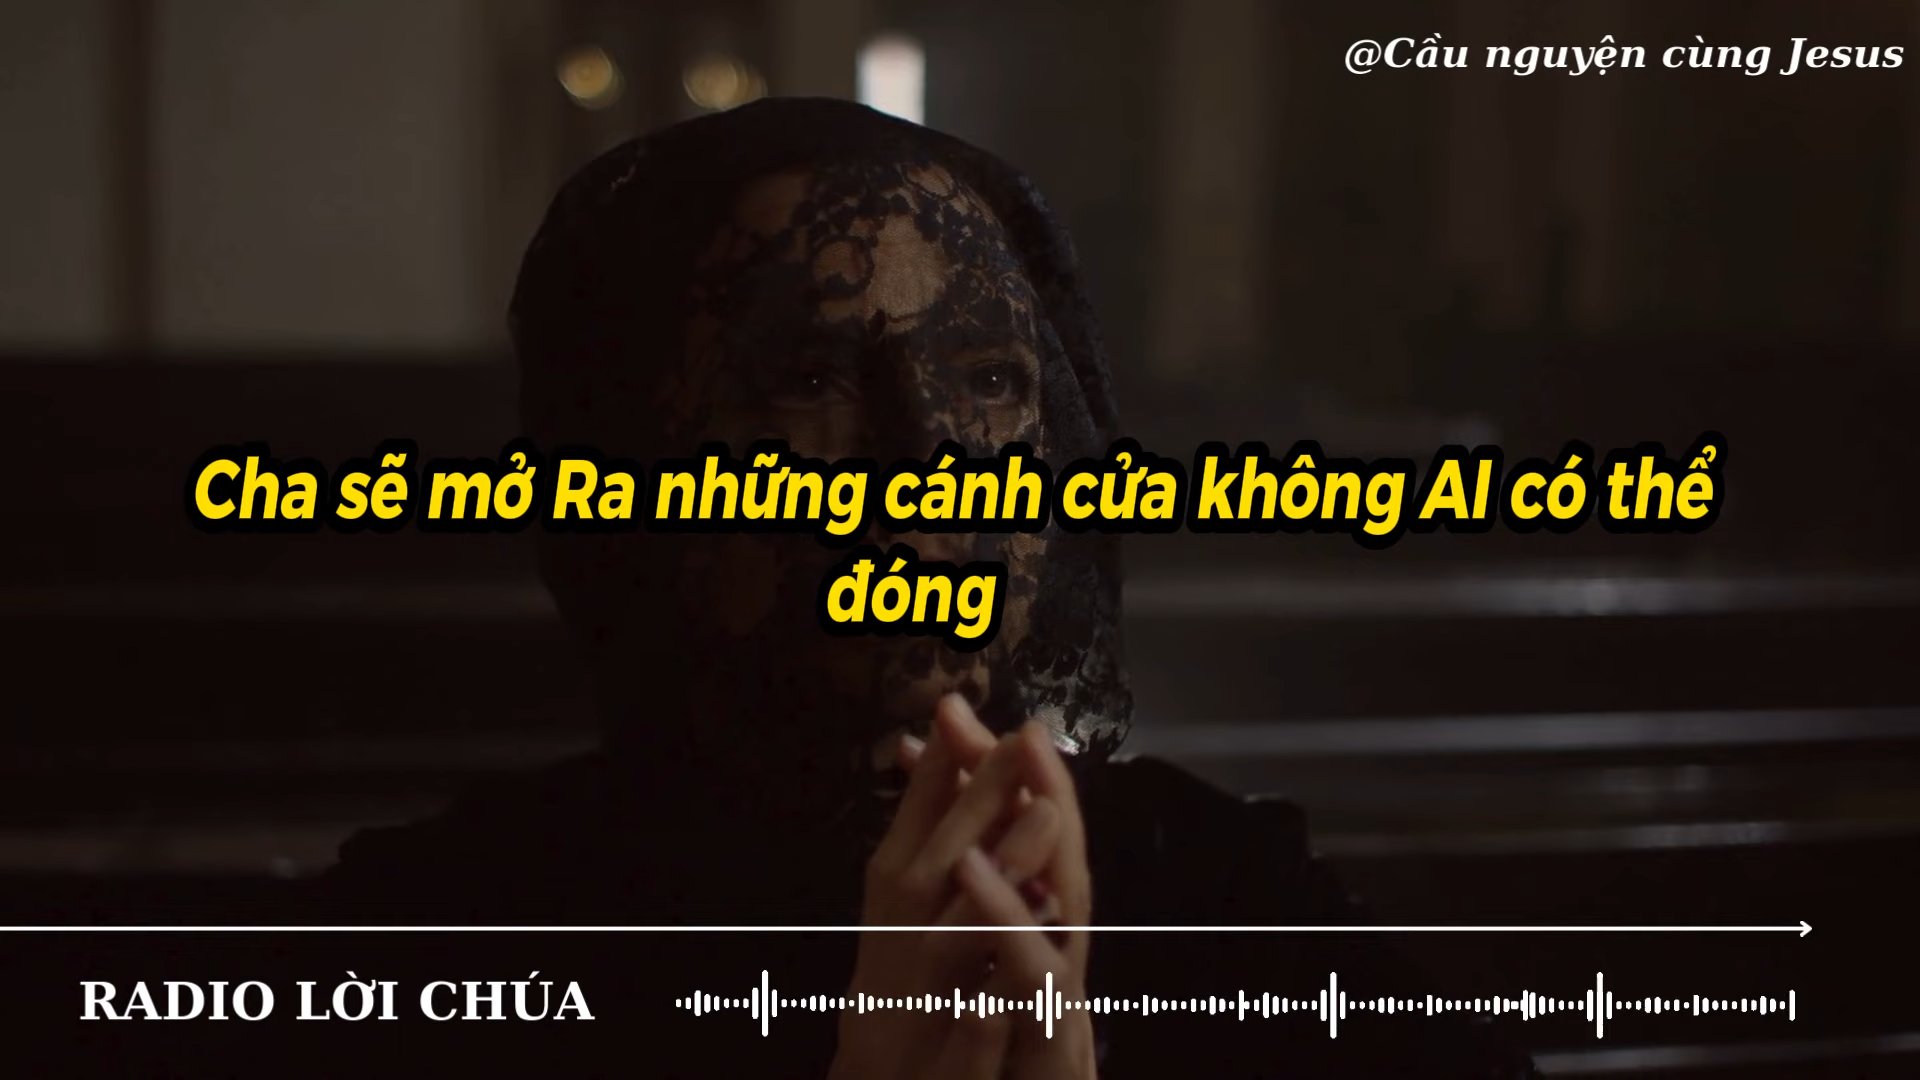 @Cầu nguyện cùng Jesus
Cha sẽ mở Ra những cánh cửa không AI có thể
đóng
RADIO LỜI CHÚA